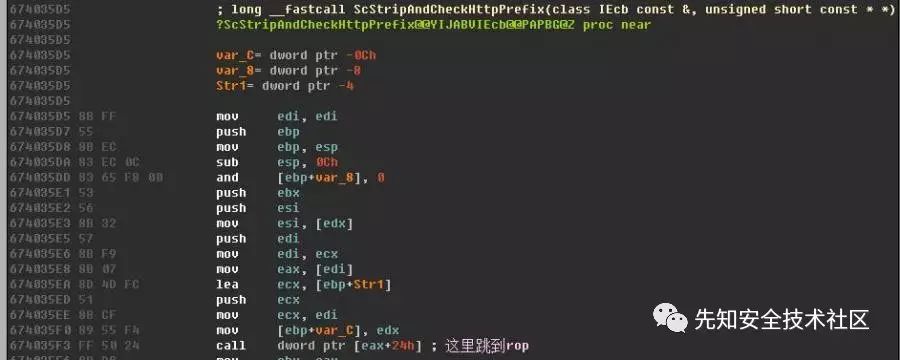 674035D5 ; long __fastcall ScStripAndCheckHttpPrefix(class IEcb const &, unsigned short const * *)
674035D5 ?ScStripAndCheckHttpPrefix@@YIJABVIEcb@@PAPBG@Z proc near
674035D5
674035D5 var_C= dword ptr -0Ch
674035D5 var_8= dword ptr -8
674035D5 Str1= dword ptr -4
674035D5
674035D5 8B FF mov edi, edi
674035D7 55 push ebp
674035D8 8B EC mov ebp, esp
674035DA 83 EC 0C sub esp, 0Ch
674035DD 83 65 F8 00 and [ebp+var_8], 0
674035E1 53 push ebx
674035E2 56 push esi
674035E3 8B 32 mov esi, [edx]
674035E5 57 push edi
674035E6 8B F9 mov edi, ecx
674035E8 8B 07 mov eax, [edi]
674035EA 8D 4D FC lea ecx, [ebp+Str1]
674035ED 51 push ecx
674035EE 8B CF mov ecx, edi
674035F0 89 55 F4 mov [ebp+var_C], edx
674035F3 FF 50 24 call dword ptr [eax+24h] ; 这里跳到rop
先知安全技术社区